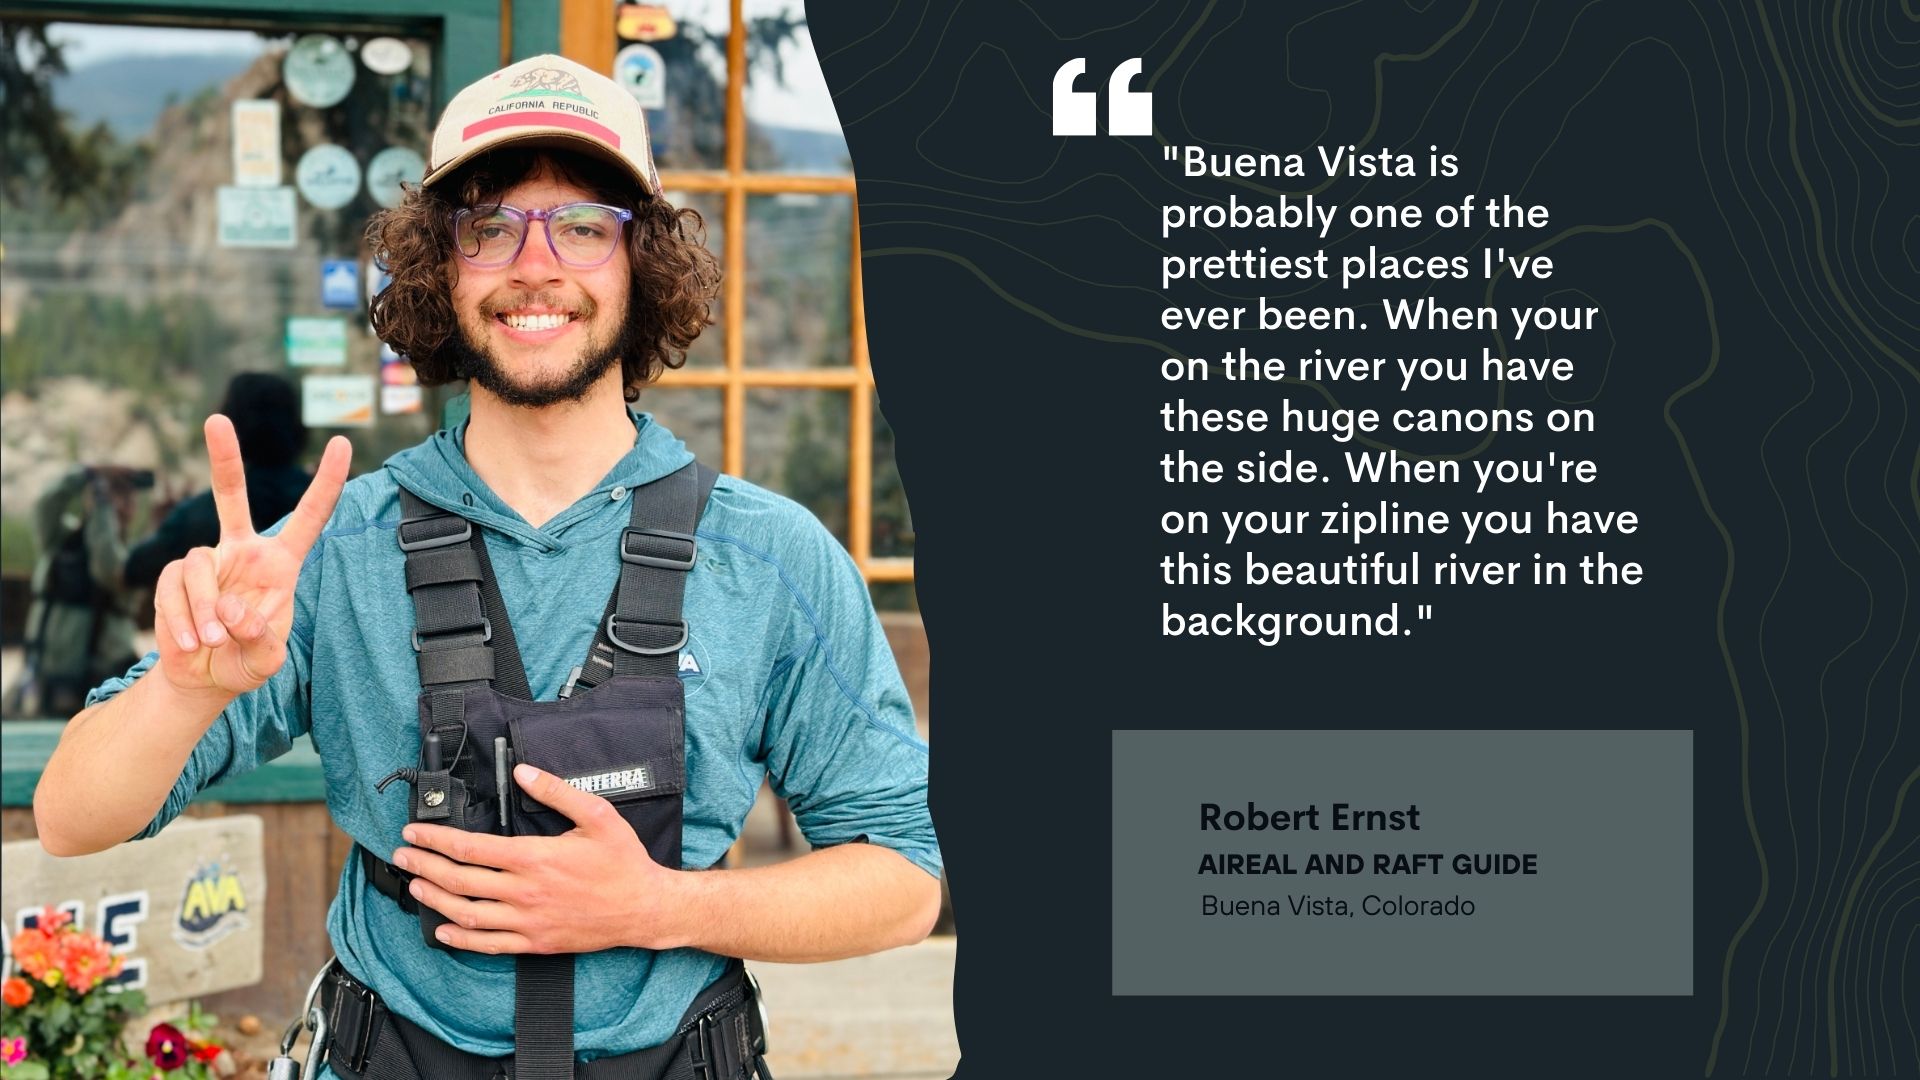 CALIFORNIA REPUBLIC
AVA
"Buena Vista is
probably one of the
prettiest places I've
ever been. When your
on the river you have
these huge canons on
the side. When you're
on your zipline you have
this beautiful river in the
background."
Robert Ernst
AIREAL AND RAFT GUIDE
Buena Vista, Colorado